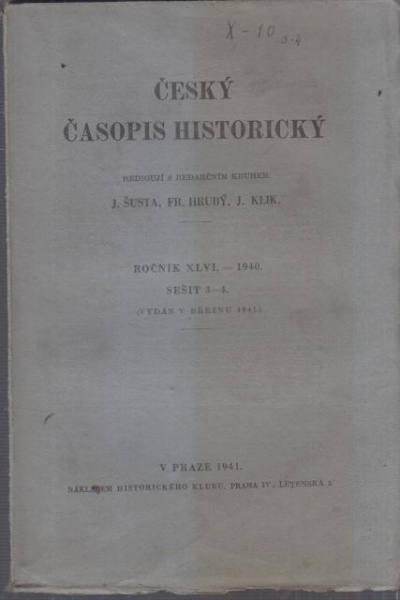 X-10
3-4
ČESKÝ
ČASOPIS HISTORICKÝ
REDIGUJÍ S REDAKČNÍM KRUHEM
J. ŠUSTA, FR. HRUBÝ, J. KLIK.
ROČNÍK XLVI. — 1940.
SEŠIT 3—4.
(VYDÁN V BŘEZNU 1941.)
V PRAZE 1941.
NÁKLADEM HISTORICKÉHO KLUBU, PRAHA IV., LETENSKÁ